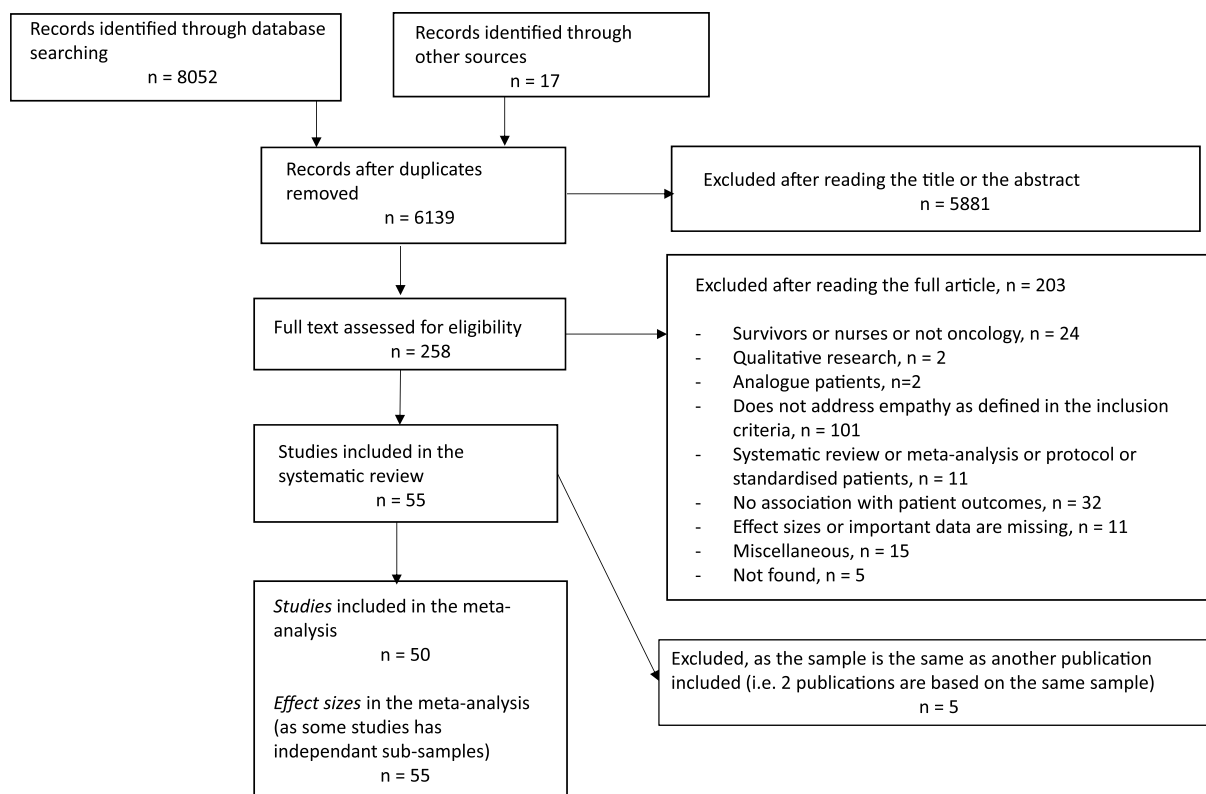 Records identified through database
searching
n = 8052
Records identified through
other sources
n = 17
Records after duplicates
removed
n = 6139
Excluded after reading the title or the abstract
n = 5881
Full text assessed for eligibility
n = 258
Excluded after reading the full article, n = 203
- Survivors or nurses or not oncology, n = 24
- Qualitative research, n = 2
- Analogue patients, n=2
- Does not address empathy as defined in the inclusion
criteria, n = 101
- Systematic review or meta-analysis or protocol or
standardised patients, n = 11
- No association with patient outcomes, n = 32
- Effect sizes or important data are missing, n = 11
- Miscellaneous, n = 15
- Not found, n = 5
Studies included in the
systematic review
n = 55
Excluded, as the sample is the same as another publication
included (i.e. 2 publications are based on the same sample)
n = 5
Studies included in the meta-
analysis
n = 50
Effect sizes in the meta-analysis
(as some studies has
independant sub-samples)
n = 55